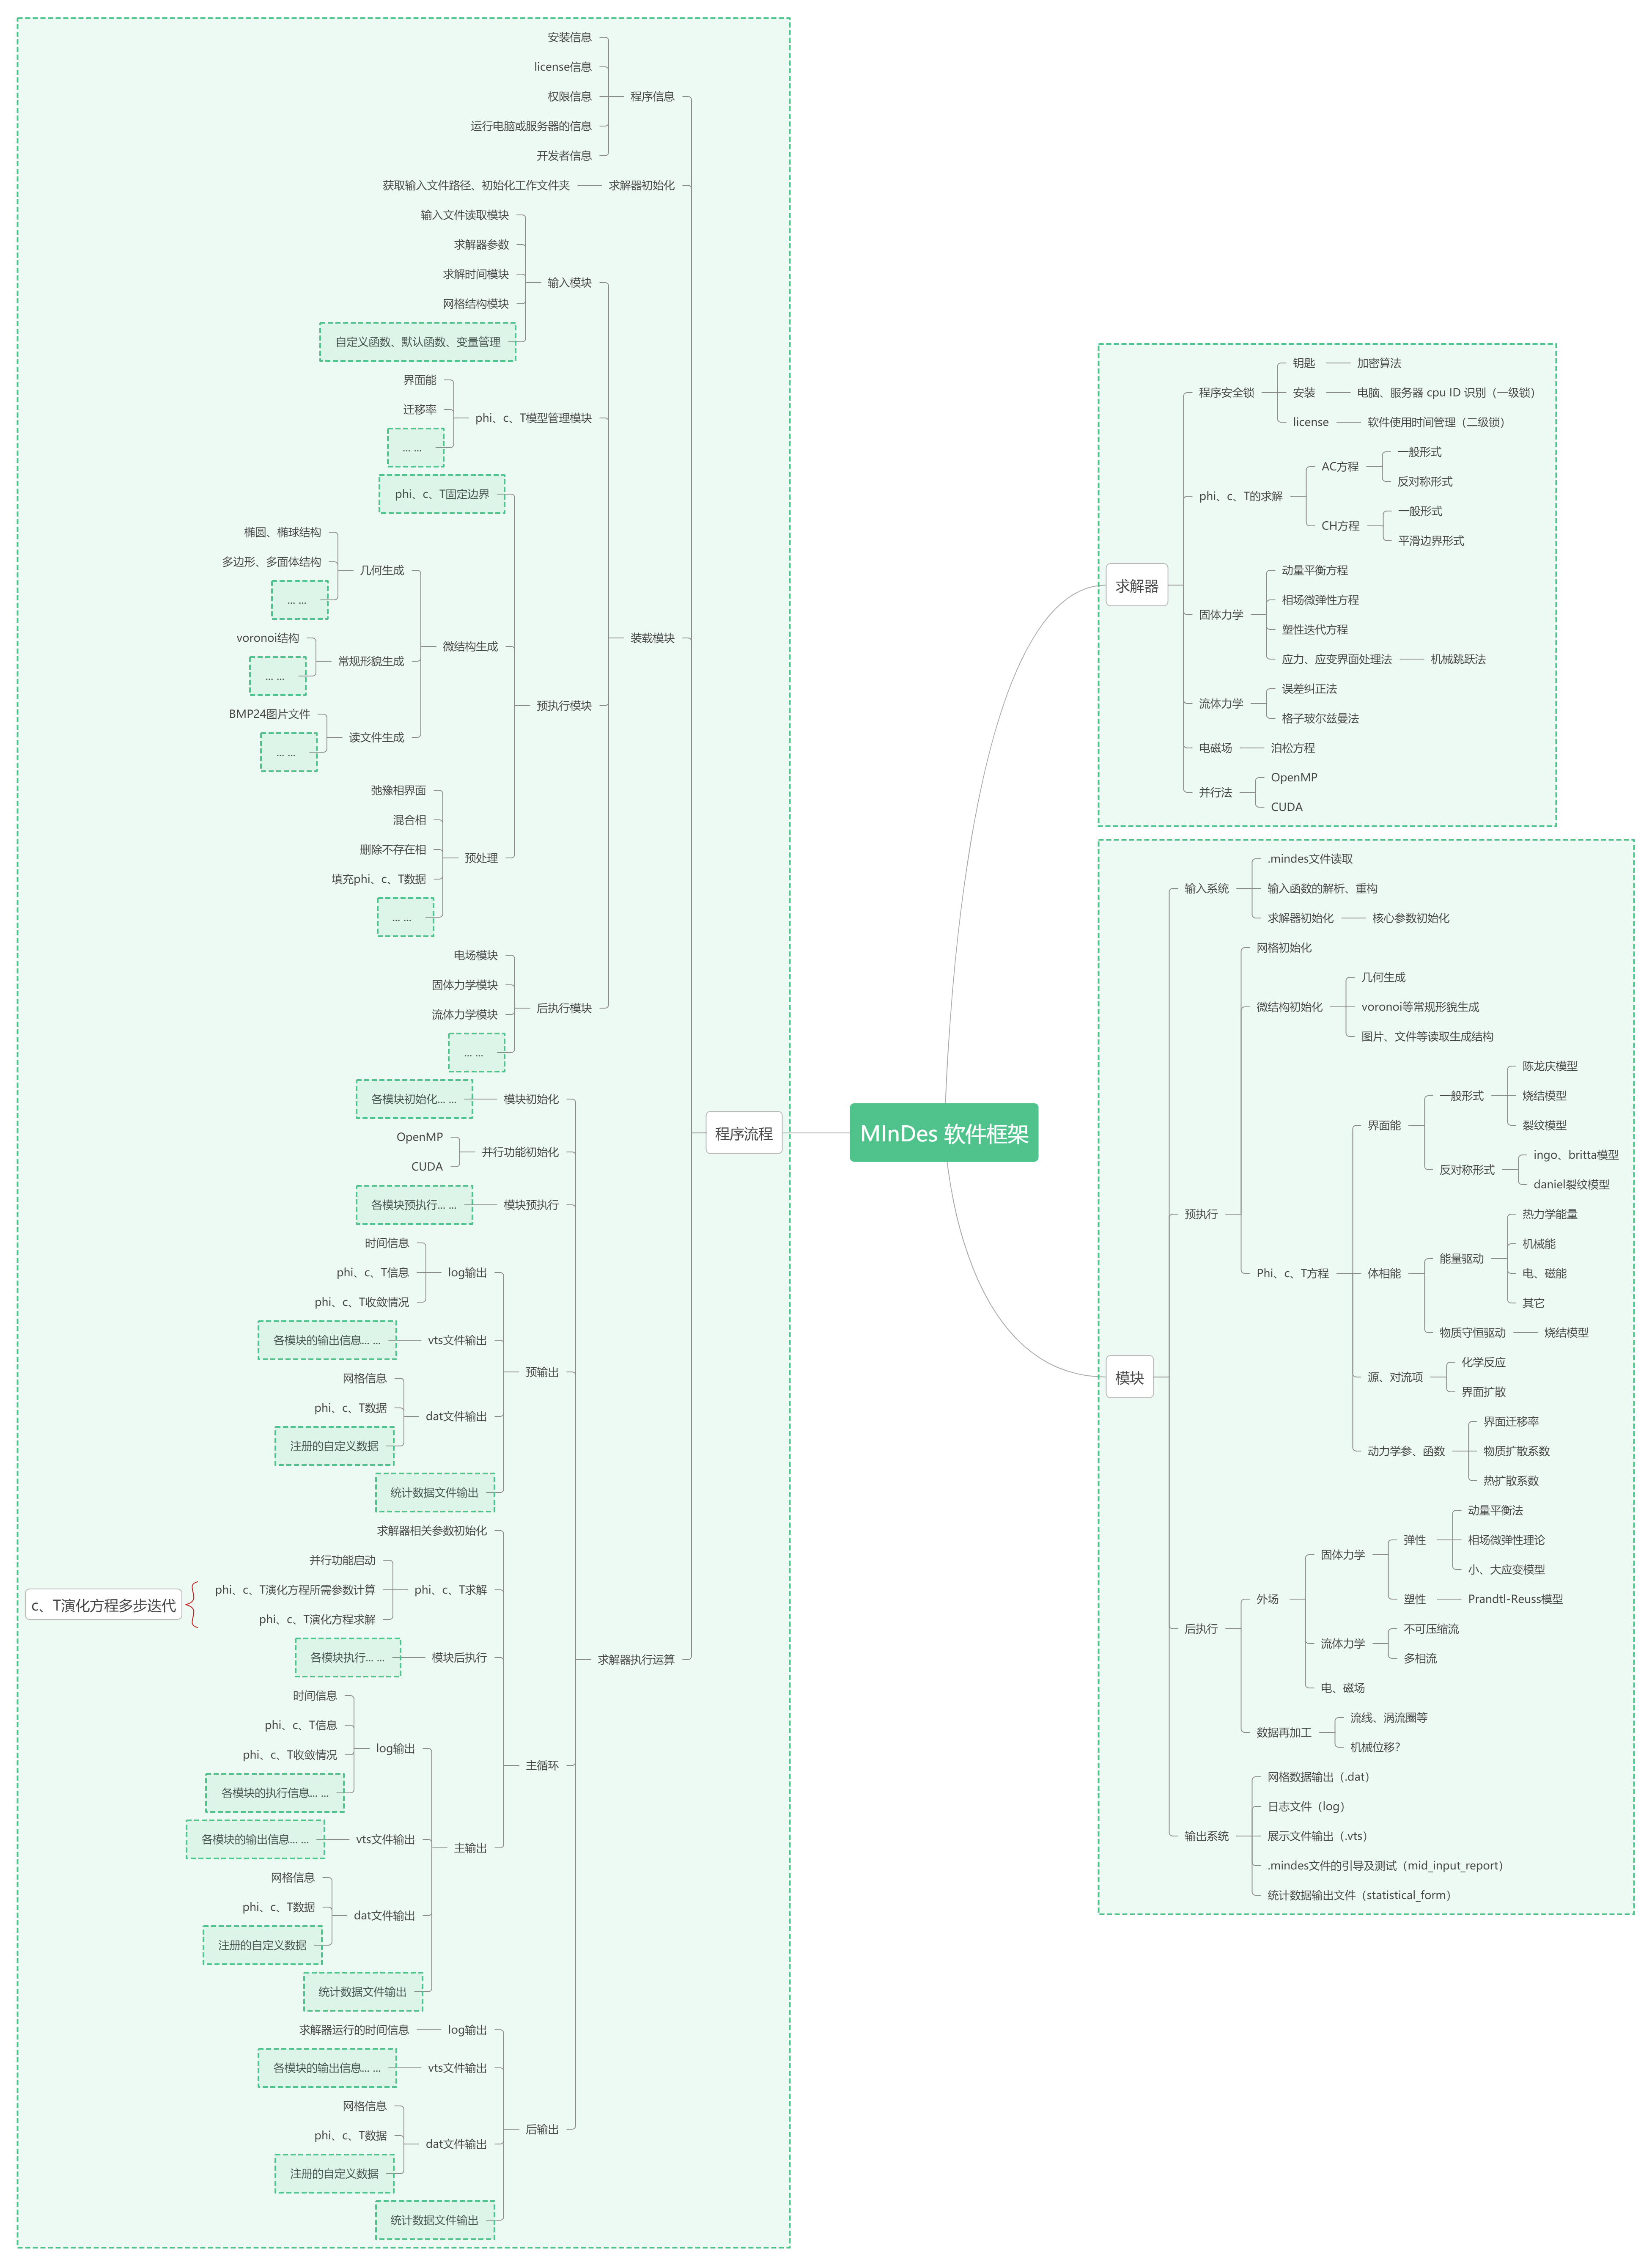 MInDes 软件框架
求解器
程序安全锁
钥匙
加密算法
安装
电脑、服务器 cpu ID 识别（一级锁）
license
软件使用时间管理（二级锁）
phi、c、T的求解
AC方程
一般形式
反对称形式
CH方程
一般形式
平滑边界形式
固体力学
动量平衡方程
相场微弹性方程
塑性迭代方程
应力、应变界面处理法
机械跳跃法
流体力学
误差纠正法
格子玻尔兹曼法
电磁场
泊松方程
并行法
OpenMP
CUDA
模块
输入系统
.mindes文件读取
输入函数的解析、重构
求解器初始化
核心参数初始化
预执行
网格初始化
微结构初始化
几何生成
voronoi等常规形貌生成
图片、文件等读取生成结构
Phi、c、T方程
界面能
一般形式
陈龙庆模型
烧结模型
裂纹模型
反对称形式
ingo、britta模型
daniel裂纹模型
体相能
能量驱动
热力学能量
机械能
电、磁能
其它
物质守恒驱动
烧结模型
源、对流项
化学反应
界面扩散
动力学参、函数
界面迁移率
物质扩散系数
热扩散系数
后执行
外场
固体力学
弹性
动量平衡法
相场微弹性理论
小、大应变模型
塑性
Prandtl-Reuss模型
流体力学
不可压缩流
多相流
电、磁场
数据再加工
流线、涡流圈等
机械位移?
输出系统
网格数据输出（.dat）
日志文件（log）
展示文件输出（.vts）
.mindes文件的引导及测试（mid_input_report）
统计数据输出文件（statistical_form）
程序流程
程序信息
安装信息
license信息
权限信息
运行电脑或服务器的信息
开发者信息
求解器初始化
获取输入文件路径、初始化工作文件夹
装载模块
输入模块
输入文件读取模块
求解器参数
求解时间模块
网格结构模块
自定义函数、默认函数、变量管理
phi、c、T模型管理模块
界面能
迁移率
... ...
预执行模块
phi、c、T固定边界
微结构生成
几何生成
椭圆、椭球结构
多边形、多面体结构
... ...
常规形貌生成
voronoi结构
... ...
读文件生成
BMP24图片文件
... ...
预处理
弛豫相界面
混合相
删除不存在相
填充phi、c、T数据
... ...
后执行模块
电场模块
固体力学模块
流体力学模块
... ...
求解器执行运算
模块初始化
各模块初始化... ...
并行功能初始化
OpenMP
CUDA
模块预执行
各模块预执行... ...
预输出
log输出
时间信息
phi、c、T信息
phi、c、T收敛情况
vts文件输出
各模块的输出信息... ...
dat文件输出
网格信息
phi、c、T数据
注册的自定义数据
统计数据文件输出
主循环
求解器相关参数初始化
phi、c、T求解
并行功能启动
phi、c、T演化方程所需参数计算
phi、c、T演化方程求解
c、T演化方程多步迭代
模块后执行
各模块执行... ...
主输出
log输出
时间信息
phi、c、T信息
phi、c、T收敛情况
各模块的执行信息... ...
vts文件输出
各模块的输出信息... ...
dat文件输出
网格信息
phi、c、T数据
注册的自定义数据
统计数据文件输出
后输出
log输出
求解器运行的时间信息
vts文件输出
各模块的输出信息... ...
dat文件输出
网格信息
phi、c、T数据
注册的自定义数据
统计数据文件输出